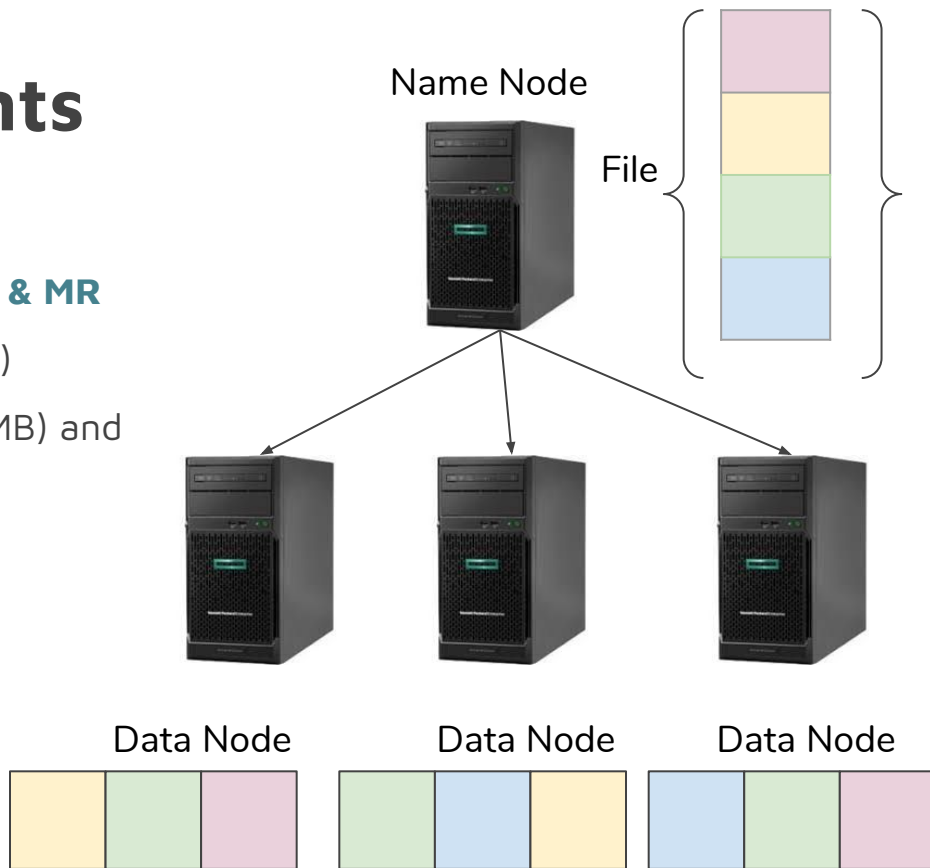 nts
Name Node
File
& MR
)
MB) and
Data Node
Data Node
Data Node